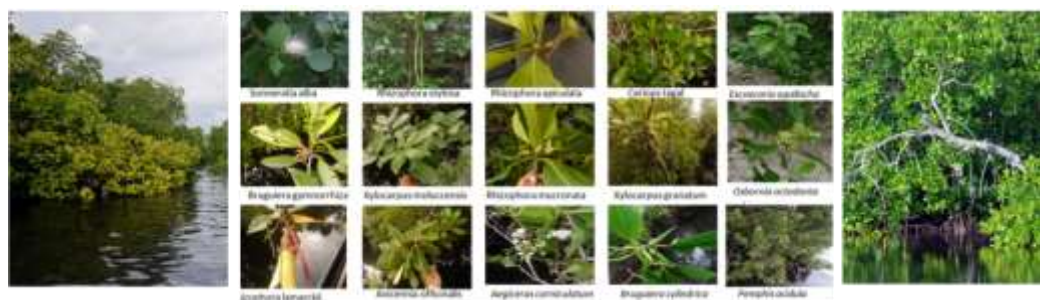 Sonneratia alba
Rhizophora stylosa
Rhizophora apiculata
Ceriops tagal
Excoecaria agallocha
Bruguiera gymnorrhiza
Xylocarpus moluccensis
Rhizophora mucronata
Xylocarpus granatum
Osbornia octodonta
lamarckii
Avicennia officinalis
Aegiceras corniculatum
Bruguiera cylindrica
Pemphis acidula